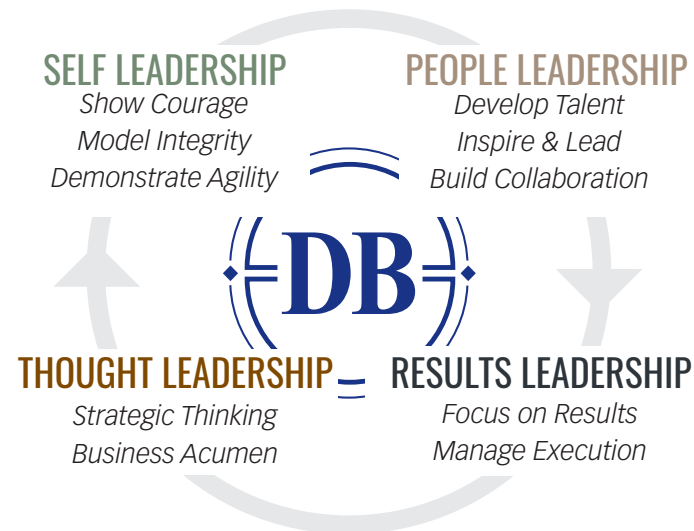 SELF LEADERSHIP
Show Courage
Model Integrity
Demonstrate Agility
PEOPLE LEADERSHIP
Develop Talent
Inspire & Lead
Build Collaboration
DB
THOUGHT LEADERSHIP
Strategic Thinking
Business Acumen
RESULTS LEADERSHIP
Focus on Results
Manage Execution